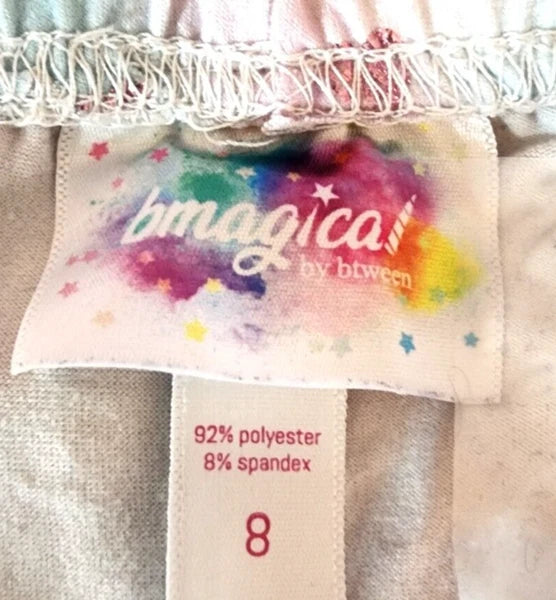 bmagical
by btween
92% polyester
8% spandex
8